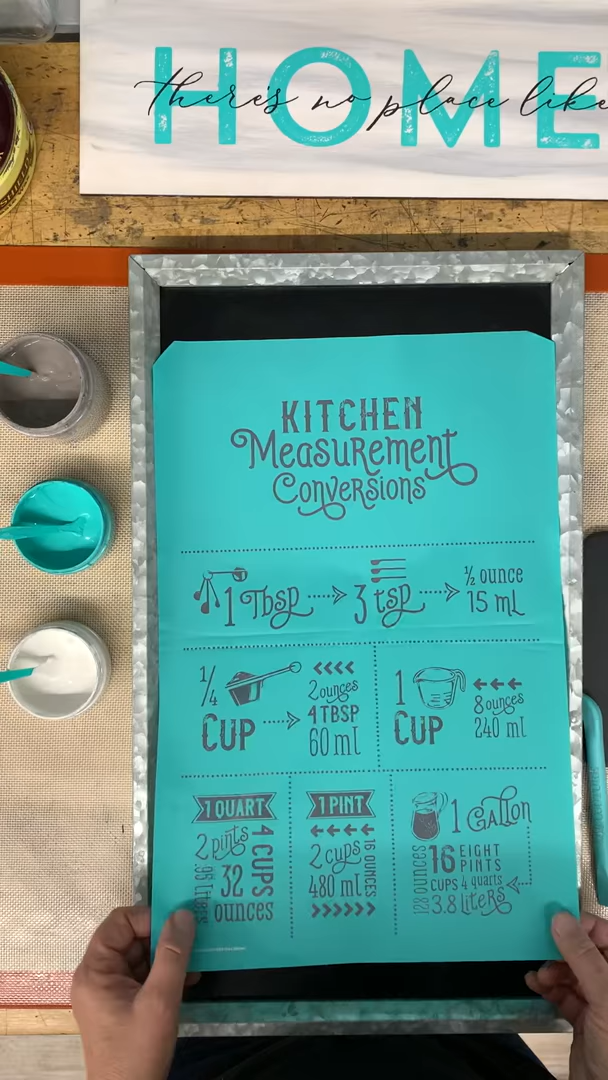 HOME
there's no place like
KITCHEN
Measurement
Conversions
1 Tbsp 3 tsp 1/2 ounce
15 mL
1/4 CUP
2 ounces
4 TBSP
60 ml
1 CUP
8 ounces
240 ml
1 QUART
2 pints
4 CUPS
.95 liters
32
ounces
1 PINT
2 cups
480 ml
16 OUNCES
1 GALLON
128 ounces
16 CUPS
EIGHT
PINTS
4 quarts
3.8 liters